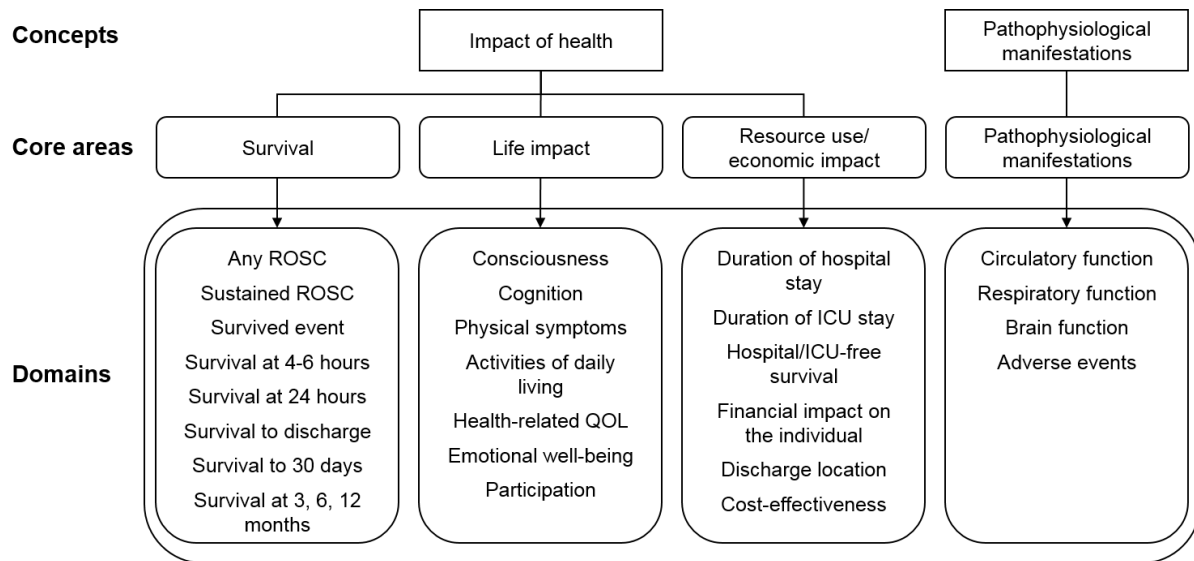 Concepts
Impact of health
Pathophysiological
manifestations
Core areas
Survival
Life impact
Resource use/
economic impact
Pathophysiological
manifestations
Domains
Any ROSC
Sustained ROSC
Survived event
Survival at 4-6 hours
Survival at 24 hours
Survival to discharge
Survival to 30 days
Survival at 3, 6, 12
months
Consciousness
Cognition
Physical symptoms
Activities of daily
living
Health-related QOL
Emotional well-being
Participation
Duration of hospital
stay
Duration of ICU stay
Hospital/ICU-free
survival
Financial impact on
the individual
Discharge location
Cost-effectiveness
Circulatory function
Respiratory function
Brain function
Adverse events